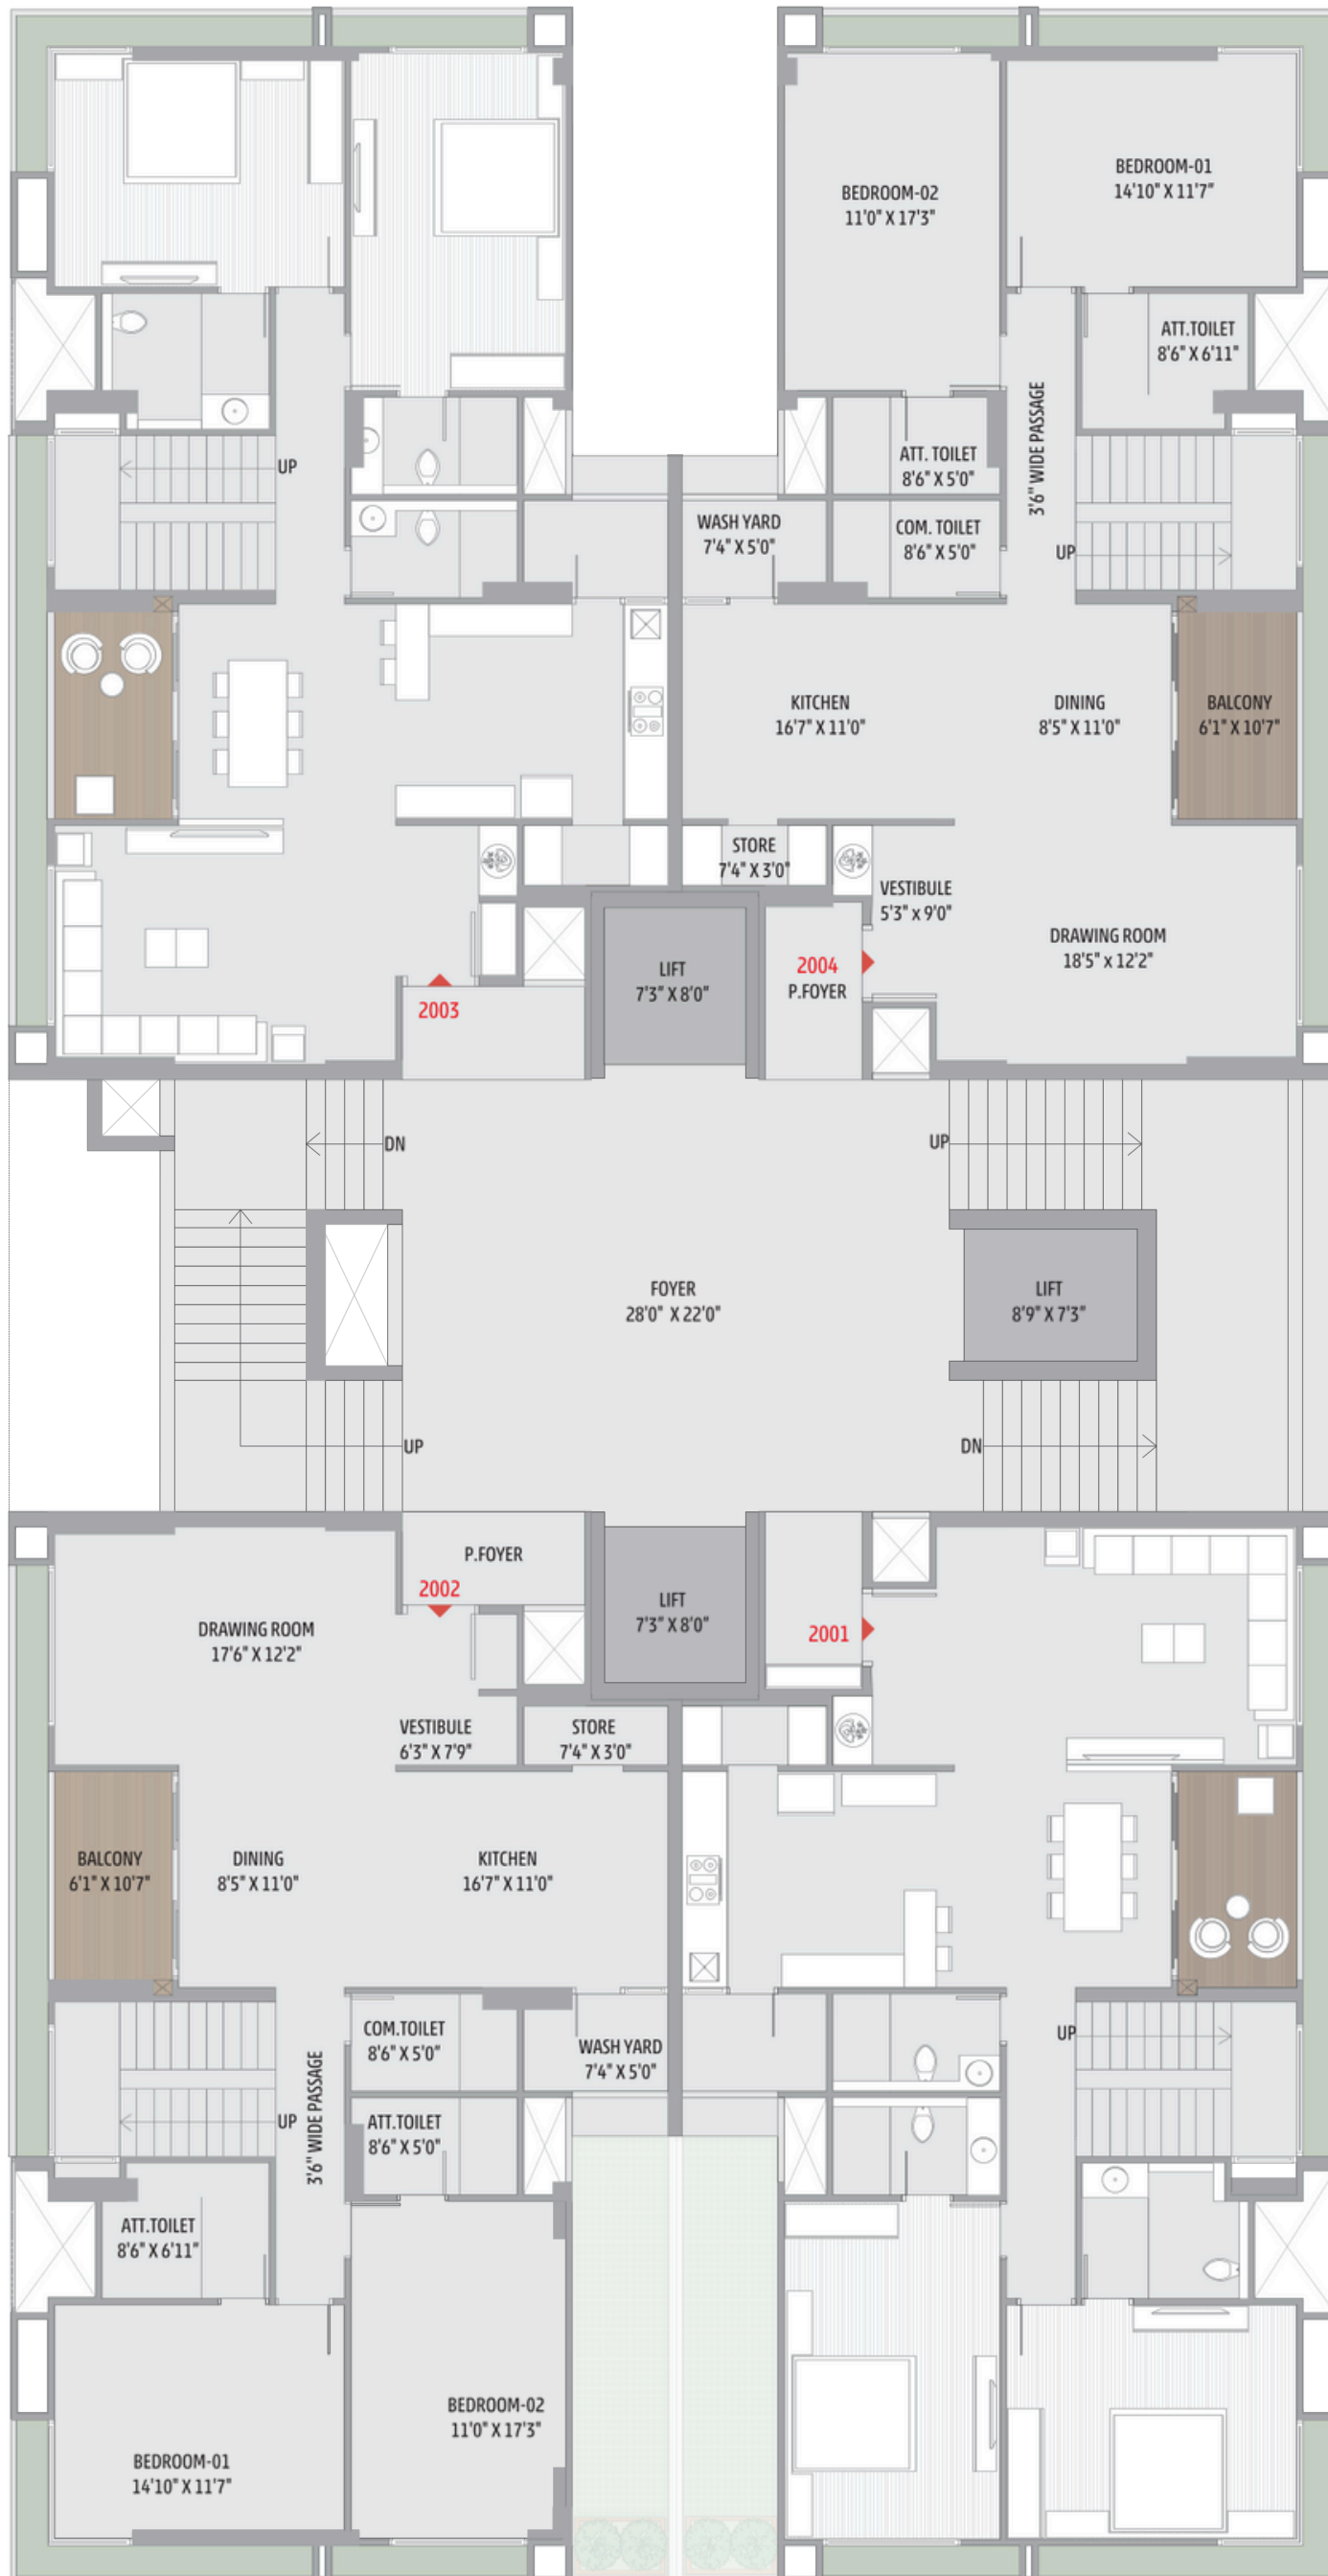 BEDROOM-01
14'10" X 11'7"
BEDROOM-02
11'0" X 17'3"
ATT.TOILET
8'6" X 6'11"
3'6" WIDE PASSAGE
ATT. TOILET
8'6" X 5'0"
UP
WASH YARD
7'4" X 5'0"
COM. TOILET
8'6" X 5'0"
UP
KITCHEN
16'7" X 11'0"
DINING
8'5" X 11'0"
BALCONY
6'1" X 10'7"
STORE
7'4" X 3'0"
VESTIBULE
5'3" x 9'0"
DRAWING ROOM
18'5" x 12'2"
LIFT
7'3" X 8'0"
2004
P.FOYER
2003
DN
UP
FOYER
28'0" X 22'0"
LIFT
8'9" X 7'3"
UP
DN
P.FOYER
2002
LIFT
7'3" X 8'0"
2001
DRAWING ROOM
17'6" X 12'2"
VESTIBULE
6'3" X 7'9"
STORE
7'4" X 3'0"
BALCONY
6'1" X 10'7"
DINING
8'5" X 11'0"
KITCHEN
16'7" X 11'0"
COM.TOILET
8'6" X 5'0"
WASH YARD
7'4" X 5'0"
UP
3'6" WIDE PASSAGE
UP
ATT.TOILET
8'6" X 5'0"
ATT.TOILET
8'6" X 6'11"
BEDROOM-02
11'0" X 17'3"
BEDROOM-01
14'10" X 11'7"